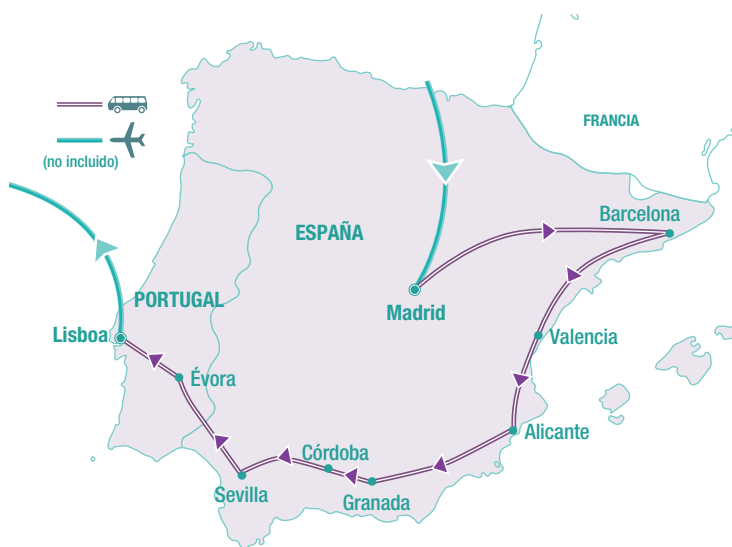 (no incluido)
FRANCIA
Barcelona
ESPAÑA
PORTUGAL
Madrid
Lisboa
Valencia
Évora
Alicante
Córdoba
Sevilla
Granada